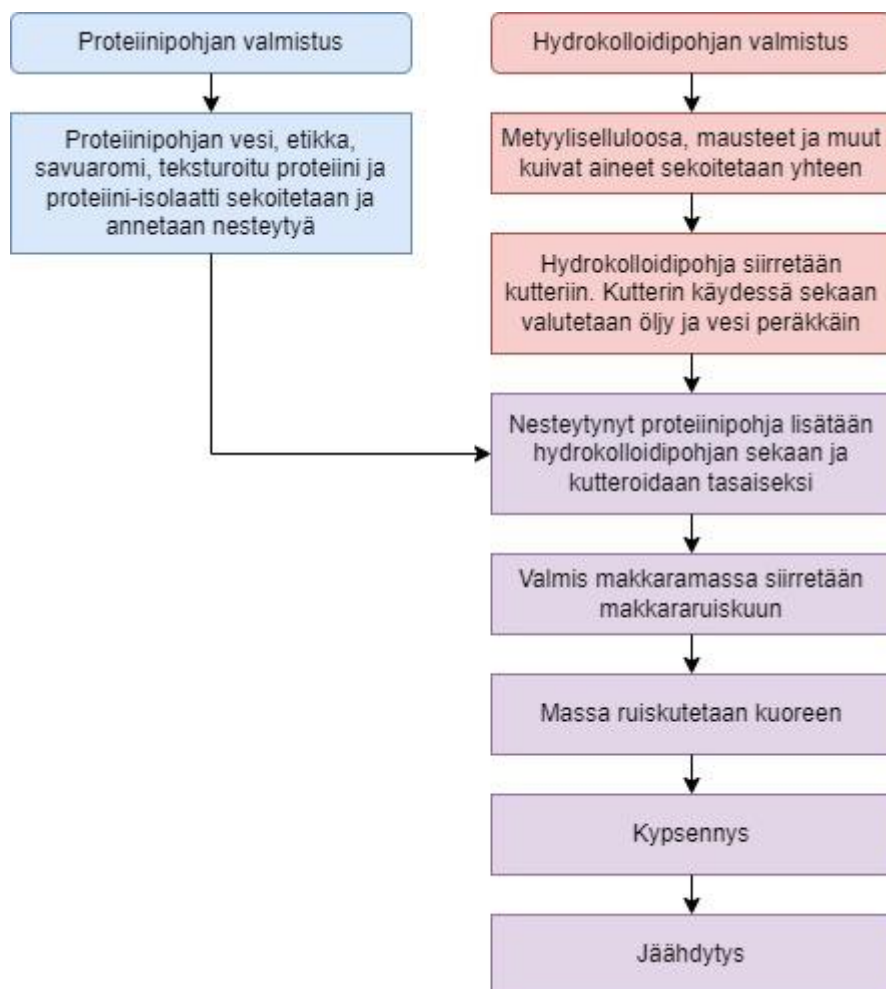 Proteiinipohjan valmistus
Proteiinipohjan vesi, etikka,
savuaromi, teksturoitu proteiini ja
proteiini-isolaatti sekoitetaan ja
annetaan nesteytyä
Hydrokolloidipohjan valmistus
Metyyliselluloosa, mausteet ja muut
kuivat aineet sekoitetaan yhteen
Hydrokolloidipohja siirretään
kutteriin. Kutterin käydessä sekaan
valutetaan öljy ja vesi peräkkäin
Nesteytynyt proteiinipohja lisätään
hydrokolloidipohjan sekaan ja
kutteroidaan tasaiseksi
Valmis makkaramassa siirretään
makkararuiskuun
Massa ruiskutetaan kuoreen
Kypsennys
Jäähdytys